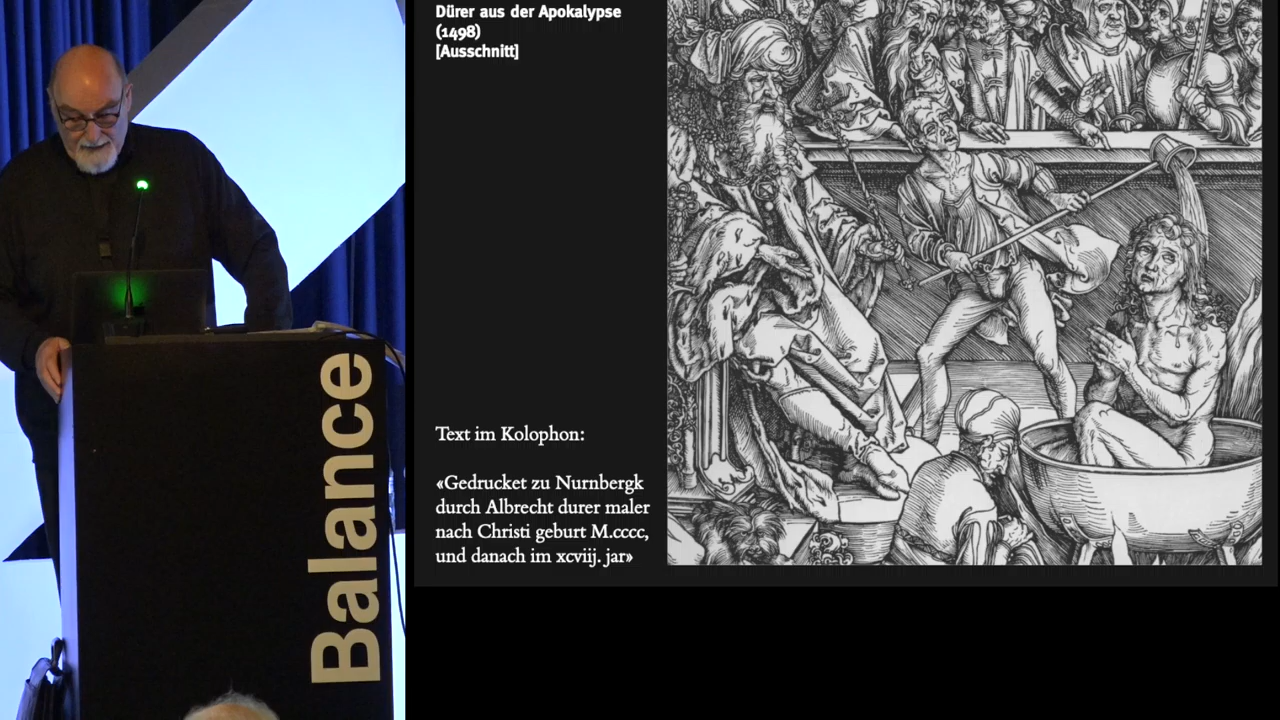 Dürer aus der Apokalypse
(1498)
[Ausschnitt]
Text im Kolophon:
«Gedrucket zu Nurnbergk
durch Albrecht durer maler
nach Christi geburt M.cccc,
und danach im xcviij. jar»
Balance